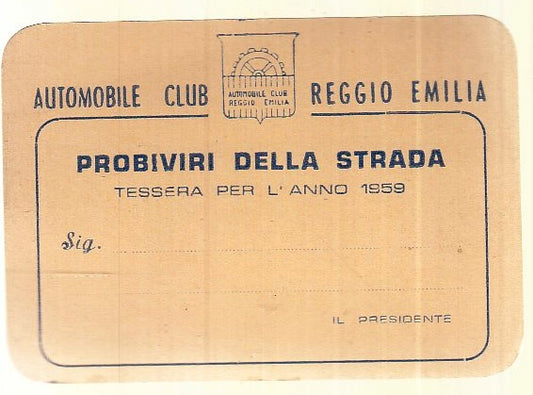 AUTOMOBILE CLUB REGGIO EMILIA
AUTOMOBILE CLUB
REGGIO EMILIA
PROBIVIRI DELLA STRADA
TESSERA PER L'ANNO 1959
Sig.
IL PRESIDENTE